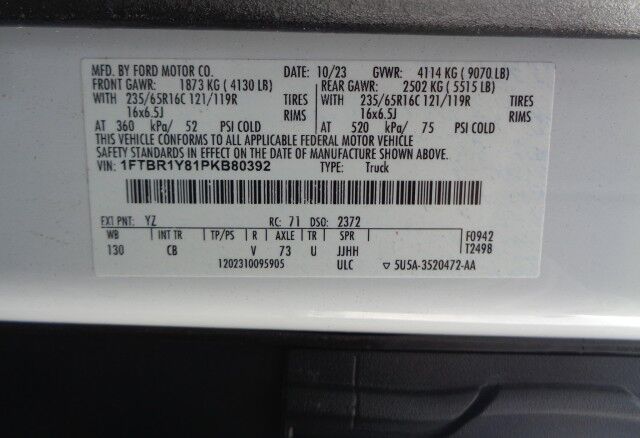 MFD. BY FORD MOTOR CO. DATE: 10/23 GVWR: 4114 KG ( 9070 LB)
FRONT GAWR: 1873 KG ( 4130 LB) REAR GAWR: 2502 KG ( 5515 LB)
WITH 235/65R16C 121/119R TIRES WITH 235/65R16C 121/119R TIRES
16x6.5J RIMS 16x6.5J RIMS
AT 360 kPa/ 52 PSI COLD AT 520 kPa/ 75 PSI COLD
THIS VEHICLE CONFORMS TO ALL APPLICABLE FEDERAL MOTOR VEHICLE
SAFETY STANDARDS IN EFFECT ON THE DATE OF MANUFACTURE SHOWN ABOVE.
VIN: 1FTBR1Y81PKB80392 TYPE: Truck
EXT PNT: YZ RC: 71 DSO: 2372 F0942
WB INT TR TP/PS R AXLE TR SPR T2498
130 CB V 73 U JJHH
1202310095905 ULC ▽ 5U5A-3520472-AA